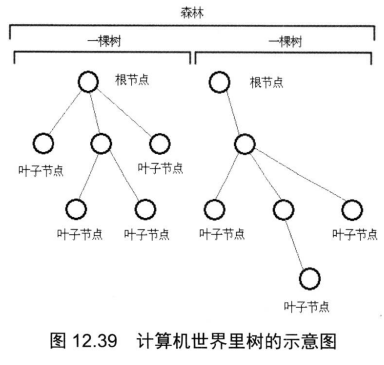 森林
一棵树 一棵树
根节点 根节点
叶子节点 叶子节点
叶子节点 叶子节点 叶子节点 叶子节点
叶子节点
图 12.39 计算机世界里树的示意图